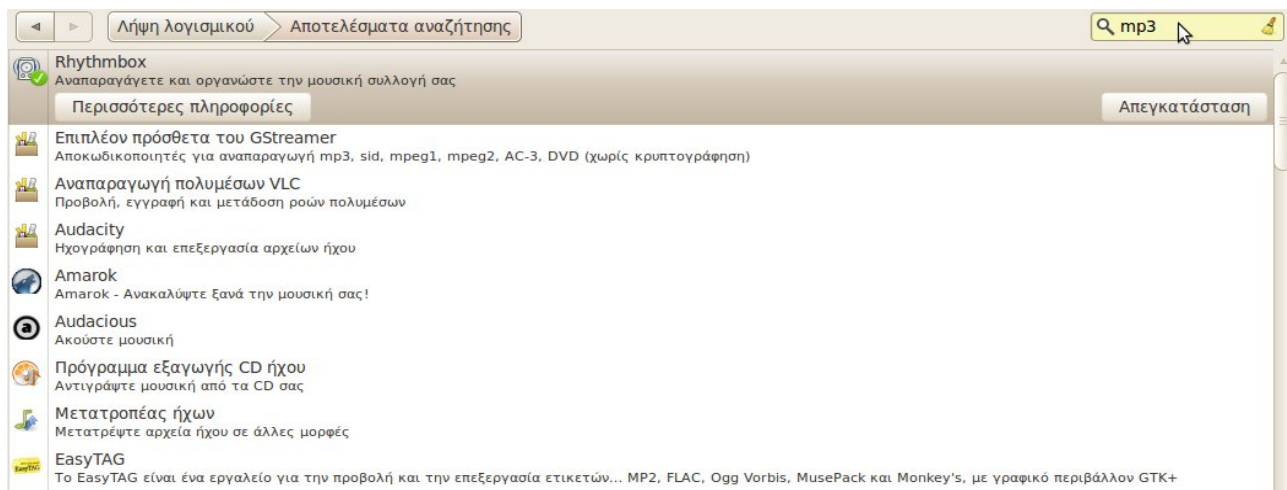 Λήψη λογισμικού Αποτελέσματα αναζήτησης mp3
Rhythmbox
Αναπαραγάγετε και οργανώστε την μουσική συλλογή σας
Περισσότερες πληροφορίες Απεγκατάσταση
Επιπλέον πρόσθετα του GStreamer
Αποκωδικοποιητές για αναπαραγωγή mp3, sid, mpeg1, mpeg2, AC-3, DVD (χωρίς κρυπτογράφηση)
Αναπαραγωγή πολυμέσων VLC
Προβολή, εγγραφή και μετάδοση ροών πολυμέσων
Audacity
Ηχογράφηση και επεξεργασία αρχείων ήχου
Amarok
Amarok - Ανακαλύψτε ξανά την μουσική σας!
Audacious
Ακούστε μουσική
Πρόγραμμα εξαγωγής CD ήχου
Αντιγράψτε μουσική από τα CD σας
Μετατροπέας ήχων
Μετατρέψτε αρχεία ήχου σε άλλες μορφές
EasyTAG
Το EasyTAG είναι ένα εργαλείο για την προβολή και την επεξεργασία ετικετών... MP2, FLAC, Ogg Vorbis, MusePack και Monkey's, με γραφικό περιβάλλον GTK+